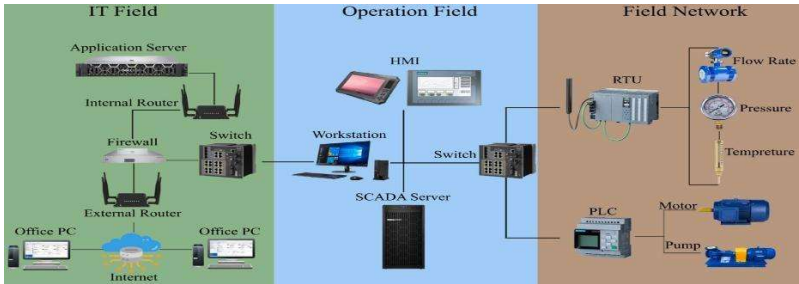 IT Field
Operation Field
Field Network
Application Server
HMI
RTU
Flow Rate
Internal Router
Pressure
Firewall
Switch
Workstation
Switch
Tempreture
External Router
SCADA Server
PLC
Motor
Office PC
Office PC
Pump
Internet